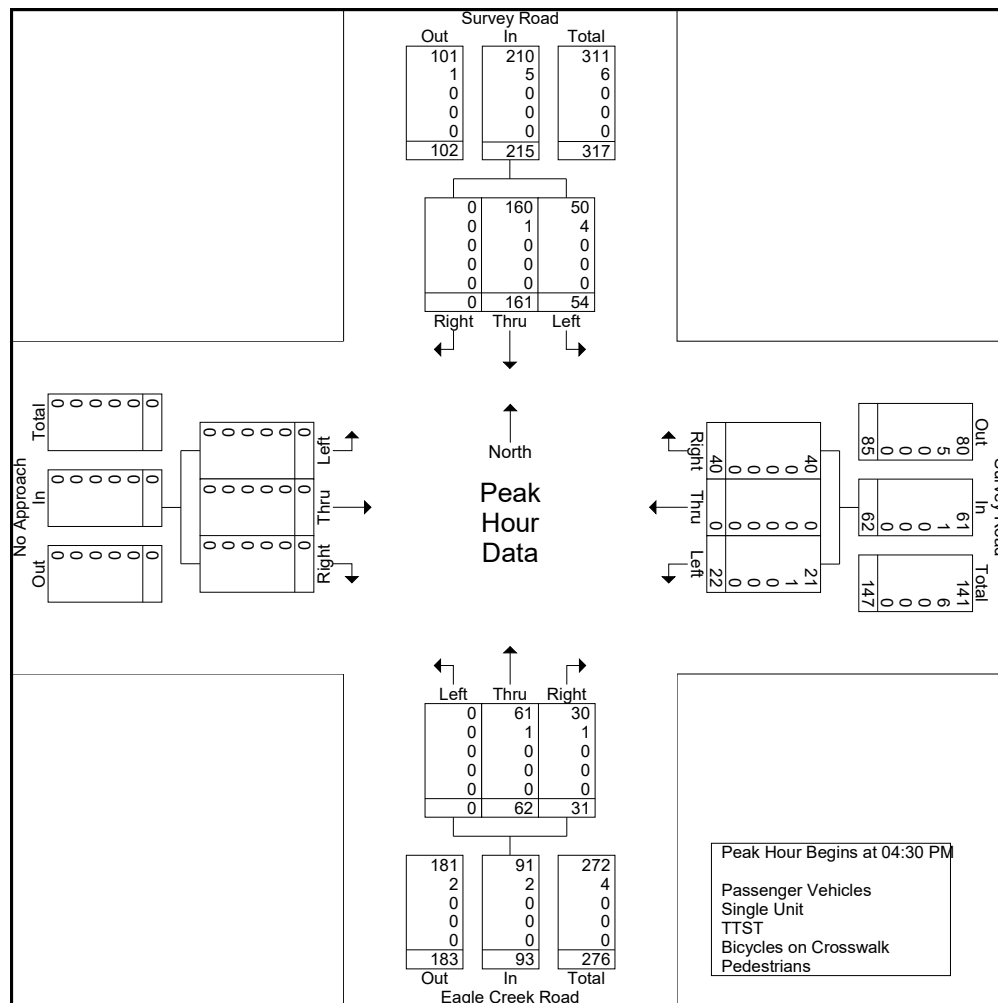 Survey Road
Out In Total
101 210 311
1 5 6
0 0 0
0 0 0
0 0 0
102 215 317
0 160 50
0 1 4
0 0 0
0 0 0
0 0 0
0 161 54
Right Thru Left
No Approach
Total
0 0 0 0 0 0
In
0 0 0 0 0 0
Out
0 0 0 0 0 0
Left
0 0 0 0 0 0
Thru
0 0 0 0 0 0
Right
0 0 0 0 0 0
North
Peak
Hour
Data
Right
40 0 0 0 0 40
Thru
0 0 0 0 0 0
Left
21 1 0 0 0 22
Survey Road
Out
80 5 0 0 0 85
In
61 1 0 0 0 62
Total
141 6 0 0 0 147
Left Thru Right
0 61 30
0 1 1
0 0 0
0 0 0
0 0 0
0 62 31
181 91 272
2 2 4
0 0 0
0 0 0
0 0 0
183 93 276
Out In Total
Eagle Creek Road
Peak Hour Begins at 04:30 PM
Passenger Vehicles
Single Unit
TTST
Bicycles on Crosswalk
Pedestrians